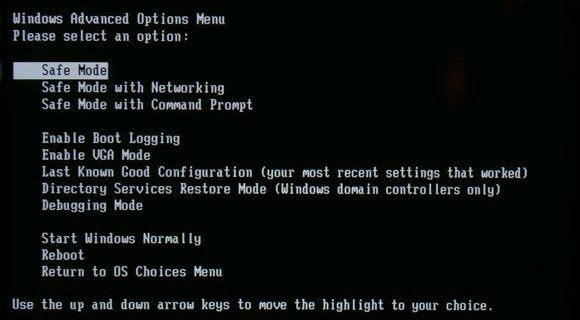 Windows Advanced Options Menu
Please select an option:
Safe Mode
Safe Mode with Networking
Safe Mode with Command Prompt
Enable Boot Logging
Enable VGA Mode
Last Known Good Configuration (your most recent settings that worked)
Directory Services Restore Mode (Windows domain controllers only)
Debugging Mode
Start Windows Normally
Reboot
Return to OS Choices Menu
Use the up and down arrow keys to move the highlight to your choice.